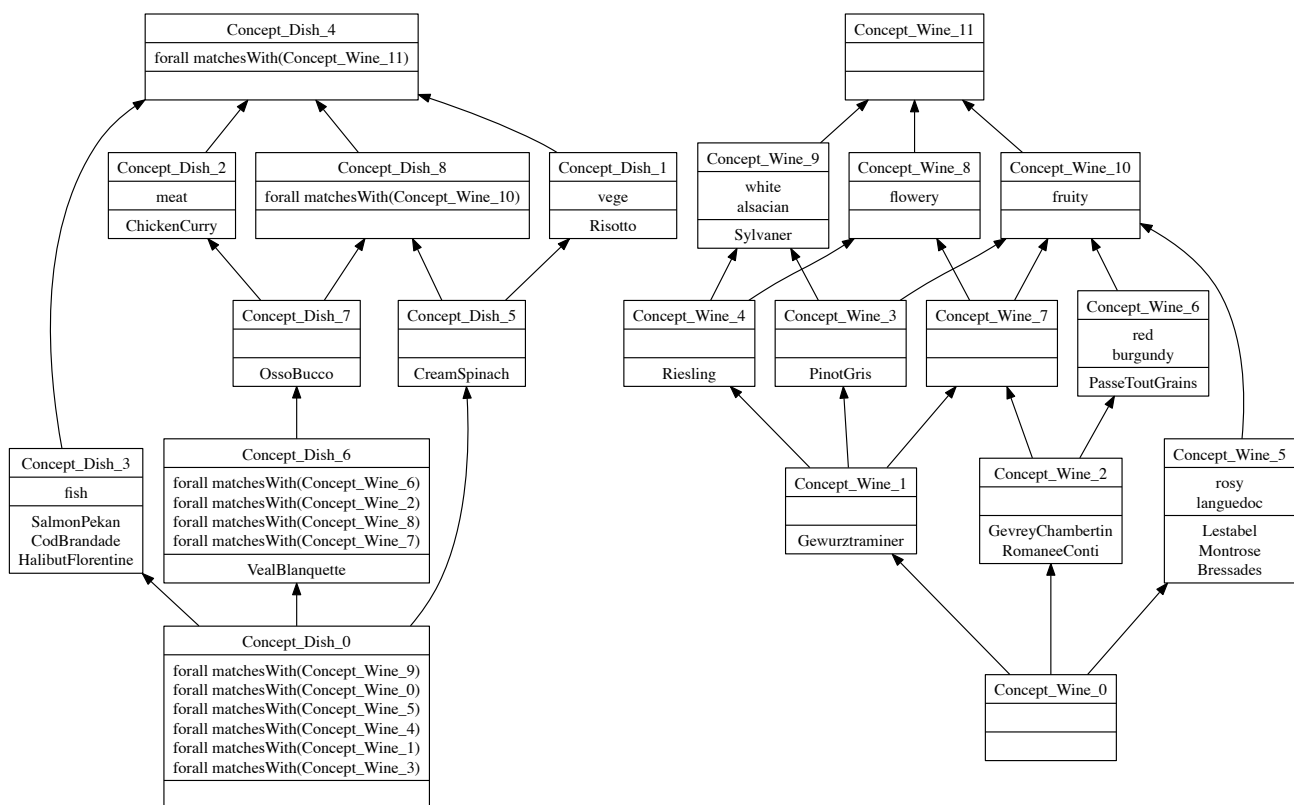 Concept_Dish_4
forall matchesWith(Concept_Wine_11)
Concept_Dish_2
meat
ChickenCurry
Concept_Dish_8
forall matchesWith(Concept_Wine_10)
Concept_Dish_1
vege
Risotto
Concept_Dish_7
OssoBucco
Concept_Dish_5
CreamSpinach
Concept_Dish_3
fish
SalmonPekan
CodBrandade
HalibutFlorentine
Concept_Dish_6
forall matchesWith(Concept_Wine_6)
forall matchesWith(Concept_Wine_2)
forall matchesWith(Concept_Wine_8)
forall matchesWith(Concept_Wine_7)
VealBlanquette
Concept_Dish_0
forall matchesWith(Concept_Wine_9)
forall matchesWith(Concept_Wine_0)
forall matchesWith(Concept_Wine_5)
forall matchesWith(Concept_Wine_4)
forall matchesWith(Concept_Wine_1)
forall matchesWith(Concept_Wine_3)
Concept_Wine_11
Concept_Wine_9
white
alsacian
Sylvaner
Concept_Wine_8
flowery
Concept_Wine_10
fruity
Concept_Wine_4
Riesling
Concept_Wine_3
PinotGris
Concept_Wine_7
Concept_Wine_6
red
burgundy
PasseToutGrains
Concept_Wine_1
Gewurztraminer
Concept_Wine_2
GevreyChambertin
RomaneeConti
Concept_Wine_5
rosy
languedoc
Lestabel
Montrose
Bressades
Concept_Wine_0